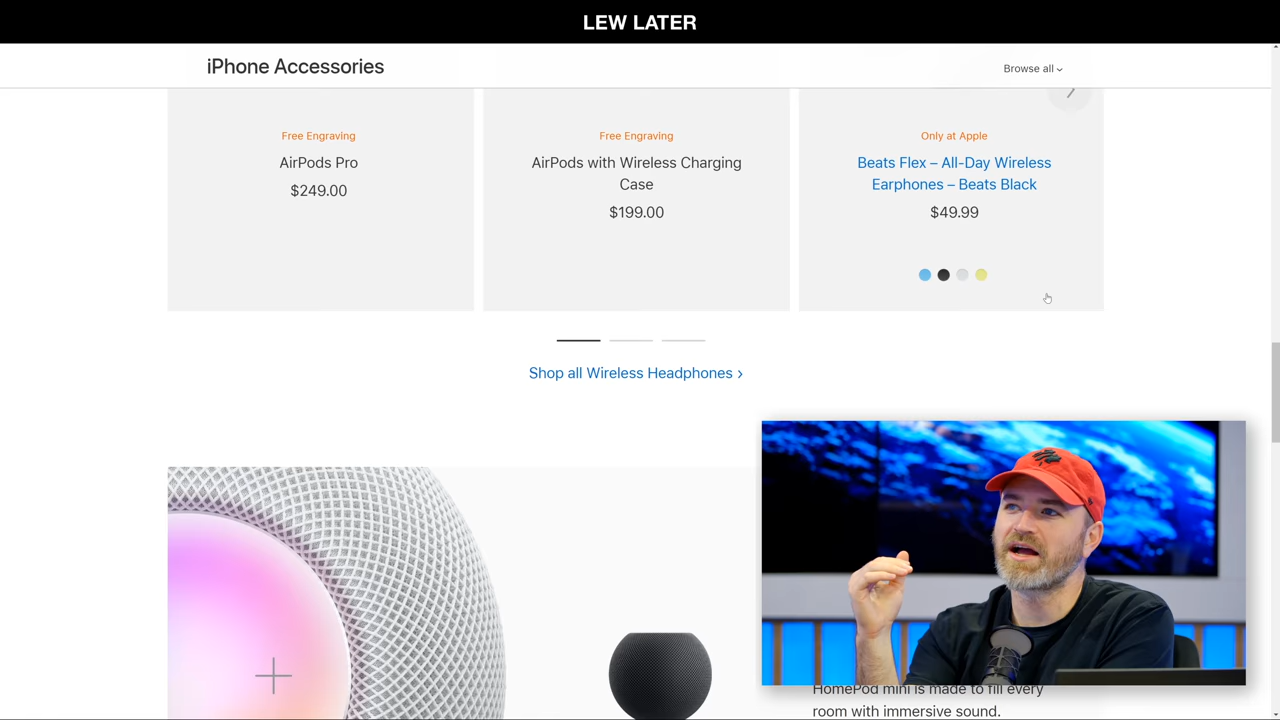 LEW LATER
iPhone Accessories
Browse all
Free Engraving
AirPods Pro
$249.00
Free Engraving
AirPods with Wireless Charging
Case
$199.00
Only at Apple
Beats Flex – All-Day Wireless
Earphones – Beats Black
$49.99
Shop all Wireless Headphones ›
HomePod mini is made to fill every
room with immersive sound.